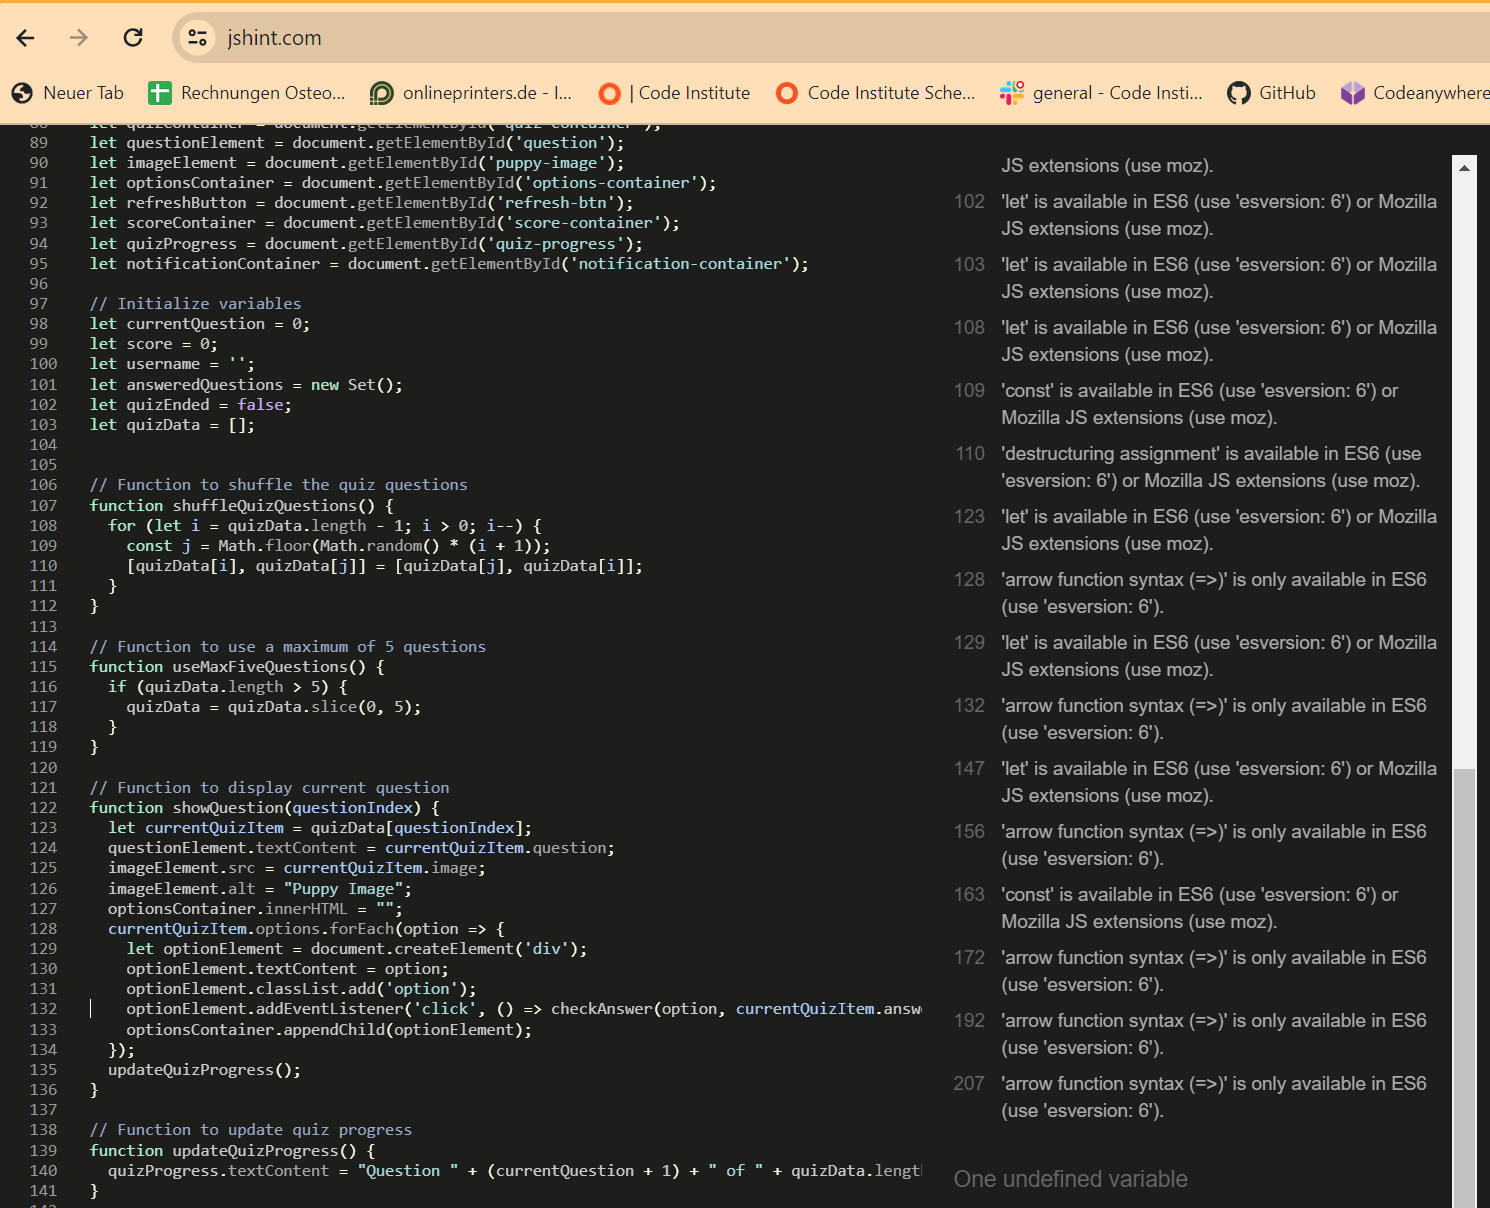 jshint.com
Neuer Tab
Rechnungen Osteo...
onlineprinters.de - I...
| Code Institute
Code Institute Sche...
general - Code Insti...
GitHub
Codeanywhere
88 let quizContainer = document.getElementById('quiz-container');
89 let questionElement = document.getElementById('question');
90 let imageElement = document.getElementById('puppy-image');
91 let optionsContainer = document.getElementById('options-container');
92 let refreshButton = document.getElementById('refresh-btn');
93 let scoreContainer = document.getElementById('score-container');
94 let quizProgress = document.getElementById('quiz-progress');
95 let notificationContainer = document.getElementById('notification-container');
96
97 // Initialize variables
98 let currentQuestion = 0;
99 let score = 0;
100 let username = '';
101 let answeredQuestions = new Set();
102 let quizEnded = false;
103 let quizData = [];
104
105
106 // Function to shuffle the quiz questions
107 function shuffleQuizQuestions() {
108 for (let i = quizData.length - 1; i > 0; i--) {
109 const j = Math.floor(Math.random() * (i + 1));
110 [quizData[i], quizData[j]] = [quizData[j], quizData[i]];
111 }
112 }
113
114 // Function to use a maximum of 5 questions
115 function useMaxFiveQuestions() {
116 if (quizData.length > 5) {
117 quizData = quizData.slice(0, 5);
118 }
119 }
120
121 // Function to display current question
122 function showQuestion(questionIndex) {
123 let currentQuizItem = quizData[questionIndex];
124 questionElement.textContent = currentQuizItem.question;
125 imageElement.src = currentQuizItem.image;
126 imageElement.alt = "Puppy Image";
127 optionsContainer.innerHTML = "";
128 currentQuizItem.options.forEach(option => {
129 let optionElement = document.createElement('div');
130 optionElement.textContent = option;
131 optionElement.classList.add('option');
132 optionElement.addEventListener('click', () => checkAnswer(option, currentQuizItem.answ
133 optionsContainer.appendChild(optionElement);
134 });
135 updateQuizProgress();
136 }
137
138 // Function to update quiz progress
139 function updateQuizProgress() {
140 quizProgress.textContent = "Question " + (currentQuestion + 1) + " of " + quizData.lengt
141 }
JS extensions (use moz).
102 'let' is available in ES6 (use 'esversion: 6') or Mozilla
JS extensions (use moz).
103 'let' is available in ES6 (use 'esversion: 6') or Mozilla
JS extensions (use moz).
108 'let' is available in ES6 (use 'esversion: 6') or Mozilla
JS extensions (use moz).
109 'const' is available in ES6 (use 'esversion: 6') or
Mozilla JS extensions (use moz).
110 'destructuring assignment' is available in ES6 (use
'esversion: 6') or Mozilla JS extensions (use moz).
123 'let' is available in ES6 (use 'esversion: 6') or Mozilla
JS extensions (use moz).
128 'arrow function syntax (=>)' is only available in ES6
(use 'esversion: 6').
129 'let' is available in ES6 (use 'esversion: 6') or Mozilla
JS extensions (use moz).
132 'arrow function syntax (=>)' is only available in ES6
(use 'esversion: 6').
147 'let' is available in ES6 (use 'esversion: 6') or Mozilla
JS extensions (use moz).
156 'arrow function syntax (=>)' is only available in ES6
(use 'esversion: 6').
163 'const' is available in ES6 (use 'esversion: 6') or
Mozilla JS extensions (use moz).
172 'arrow function syntax (=>)' is only available in ES6
(use 'esversion: 6').
192 'arrow function syntax (=>)' is only available in ES6
(use 'esversion: 6').
207 'arrow function syntax (=>)' is only available in ES6
(use 'esversion: 6').
One undefined variable